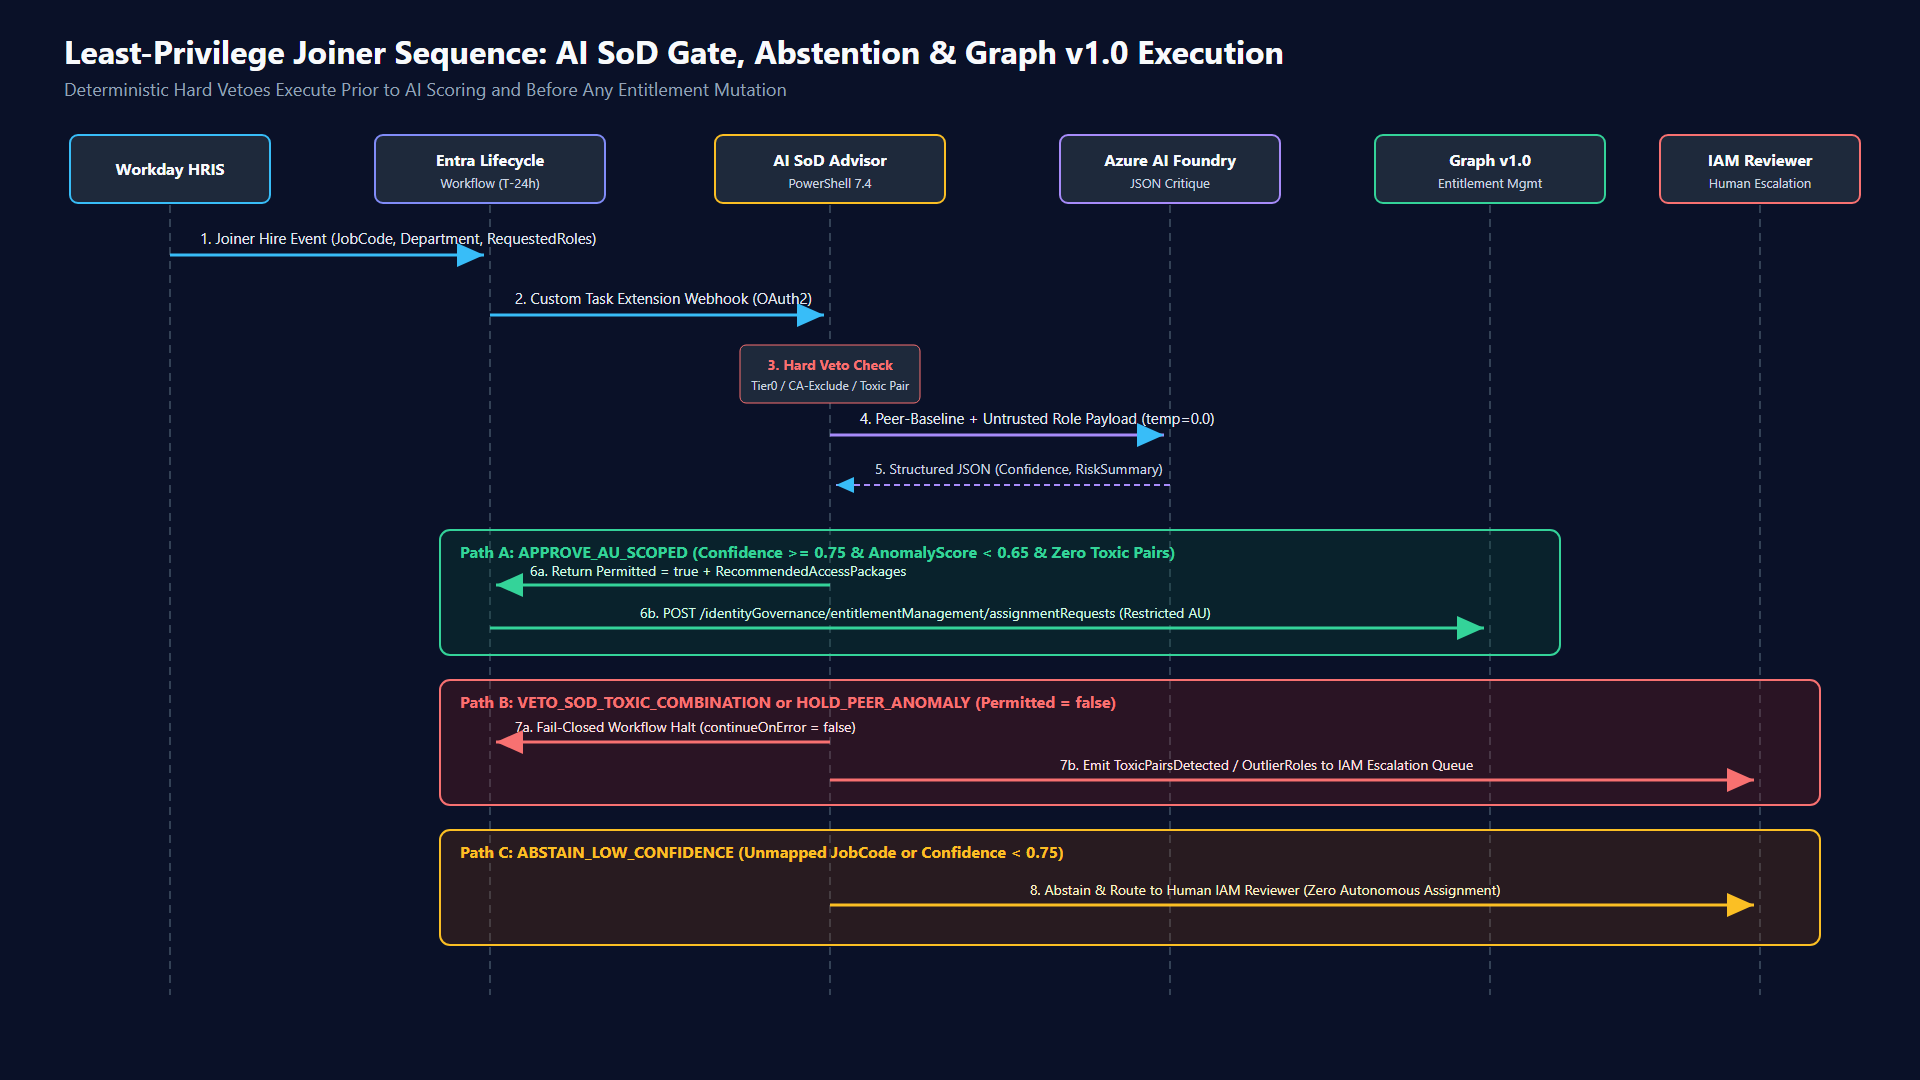 Least-Privilege Joiner Sequence: AI SoD Gate, Abstention & Graph v1.0 Execution
Deterministic Hard Vetoes Execute Prior to AI Scoring and Before Any Entitlement Mutation
Workday HRIS
Entra Lifecycle
Workflow (T-24h)
AI SoD Advisor
PowerShell 7.4
Azure AI Foundry
JSON Critique
Graph v1.0
Entitlement Mgmt
IAM Reviewer
Human Escalation
1. Joiner Hire Event (JobCode, Department, RequestedRoles)
2. Custom Task Extension Webhook (OAuth2)
3. Hard Veto Check
Tier0 / CA-Exclude / Toxic Pair
4. Peer-Baseline + Untrusted Role Payload (temp=0.0)
5. Structured JSON (Confidence, RiskSummary)
Path A: APPROVE_AU_SCOPED (Confidence >= 0.75 & AnomalyScore < 0.65 & Zero Toxic Pairs)
6a. Return Permitted = true + RecommendedAccessPackages
6b. POST /identityGovernance/entitlementManagement/assignmentRequests (Restricted AU)
Path B: VETO_SOD_TOXIC_COMBINATION or HOLD_PEER_ANOMALY (Permitted = false)
7a. Fail-Closed Workflow Halt (continueOnError = false)
7b. Emit ToxicPairsDetected / OutlierRoles to IAM Escalation Queue
Path C: ABSTAIN_LOW_CONFIDENCE (Unmapped JobCode or Confidence < 0.75)
8. Abstain & Route to Human IAM Reviewer (Zero Autonomous Assignment)